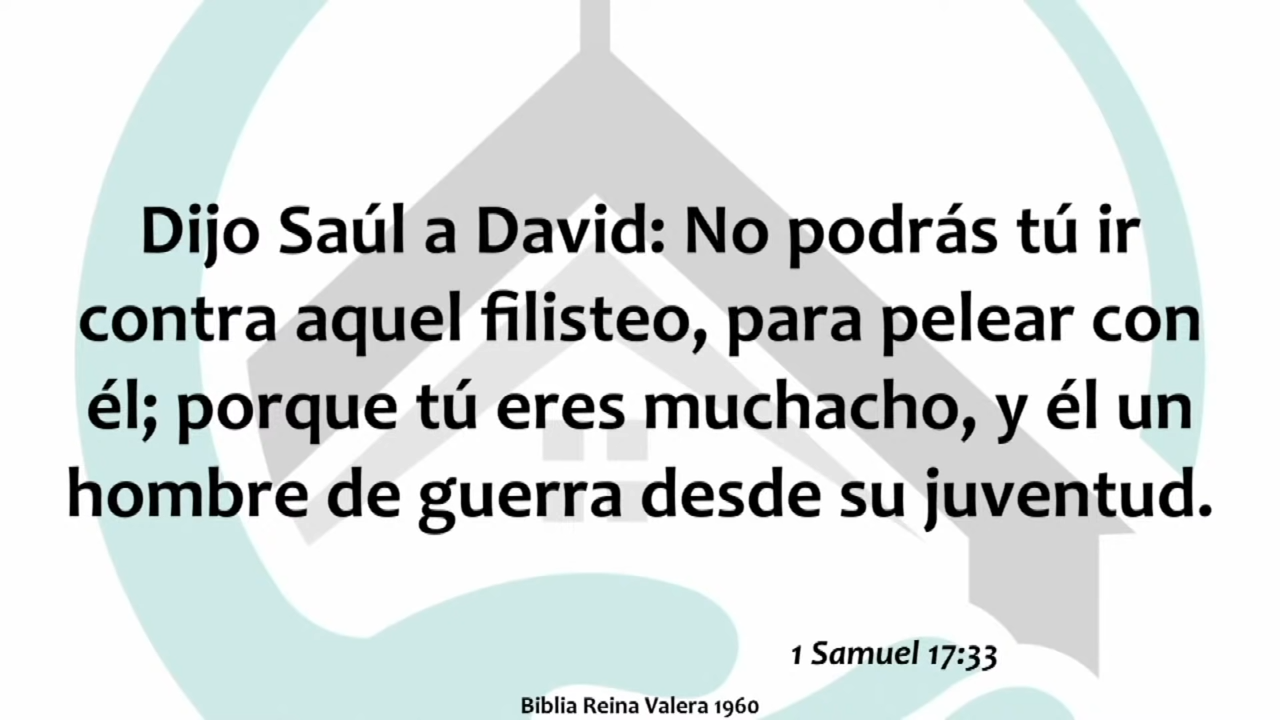 Dijo Saúl a David: No podrás tú ir
contra aquel filisteo, para pelear con
él; porque tú eres muchacho, y él un
hombre de guerra desde su juventud.
1 Samuel 17:33
Biblia Reina Valera 1960